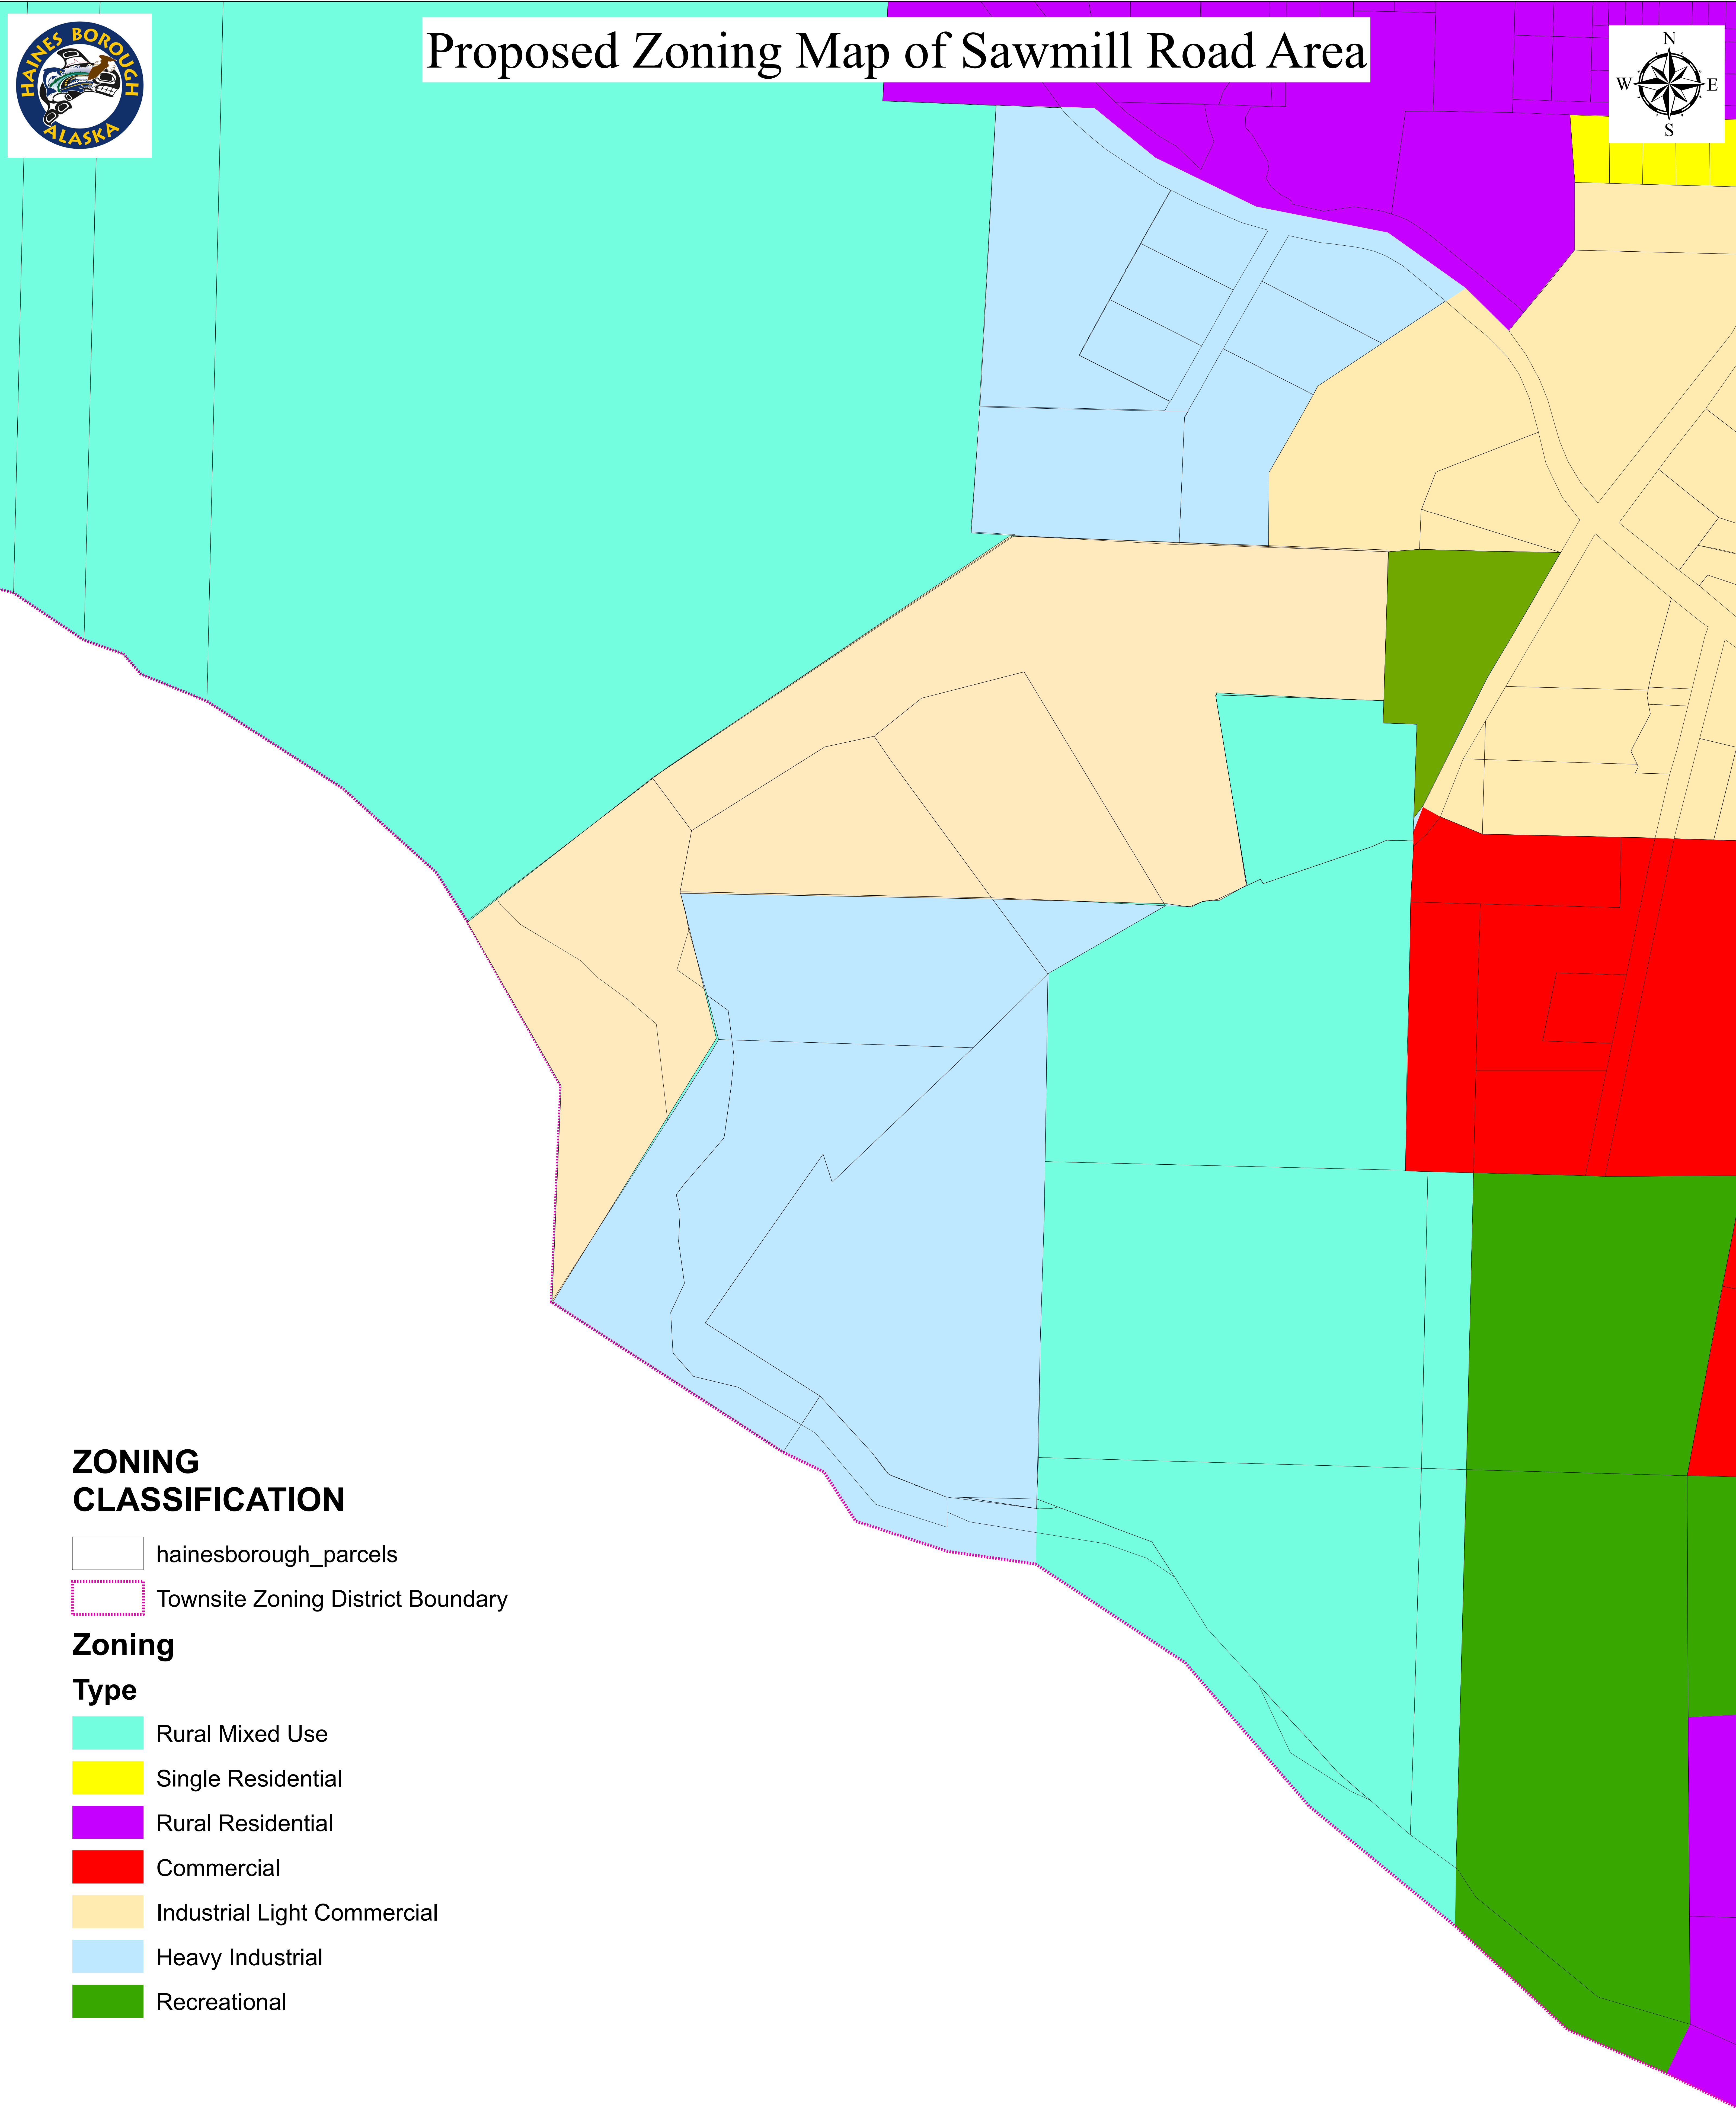 HAINES BOROUGH
ALASKA
Proposed Zoning Map of Sawmill Road Area
N
W E
S
ZONING
CLASSIFICATION
hainesborough_parcels
Townsite Zoning District Boundary
Zoning
Type
Rural Mixed Use
Single Residential
Rural Residential
Commercial
Industrial Light Commercial
Heavy Industrial
Recreational